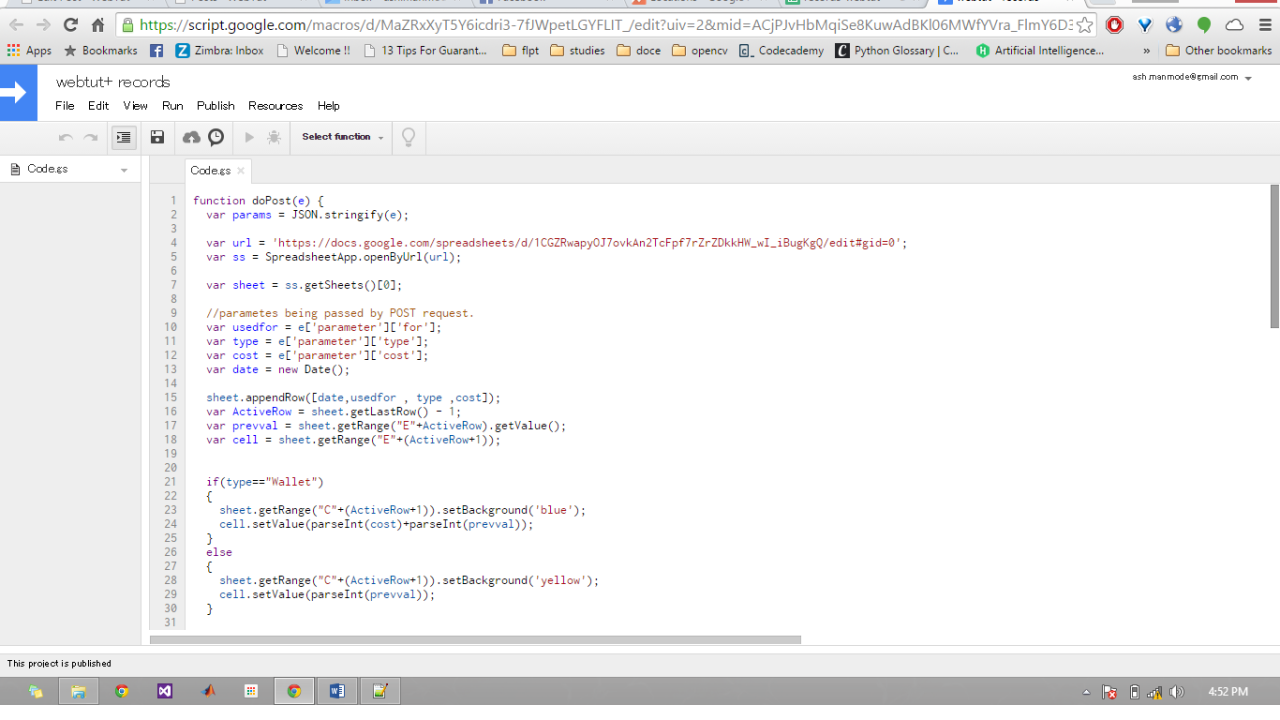 https://script.google.com/macros/d/MaZRxXyT5Y6icdri3-7fJWpetLGYFLIT_/edit?uiv=2&mid=ACjPJvHbMqiSe8KuwAdBKl06MWfYVra_FlmY6D3
Apps Bookmarks Zimbra: Inbox Welcome !! 13 Tips For Guarant... flpt studies doce opencv Codecademy Python Glossary | C... Artificial Intelligence... » Other bookmarks
webtut+ records
ash.manmode@gmail.com
File Edit View Run Publish Resources Help
Select function
Code.gs
Code.gs ×
1 function doPost(e) {
2 var params = JSON.stringify(e);
3
4 var url = 'https://docs.google.com/spreadsheets/d/1CGZRwapyOJ7ovkAn2TcFpf7rZrZDkkHW_wI_iBugKgQ/edit#gid=0';
5 var ss = SpreadsheetApp.openByUrl(url);
6
7 var sheet = ss.getSheets()[0];
8
9 //parametes being passed by POST request.
10 var usedfor = e['parameter']['for'];
11 var type = e['parameter']['type'];
12 var cost = e['parameter']['cost'];
13 var date = new Date();
14
15 sheet.appendRow([date,usedfor , type ,cost]);
16 var ActiveRow = sheet.getLastRow() - 1;
17 var prevval = sheet.getRange("E"+ActiveRow).getValue();
18 var cell = sheet.getRange("E"+(ActiveRow+1));
19
20
21 if(type=="Wallet")
22 {
23 sheet.getRange("C"+(ActiveRow+1)).setBackground('blue');
24 cell.setValue(parseInt(cost)+parseInt(prevval));
25 }
26 else
27 {
28 sheet.getRange("C"+(ActiveRow+1)).setBackground('yellow');
29 cell.setValue(parseInt(prevval));
30 }
31
This project is published
4:52 PM